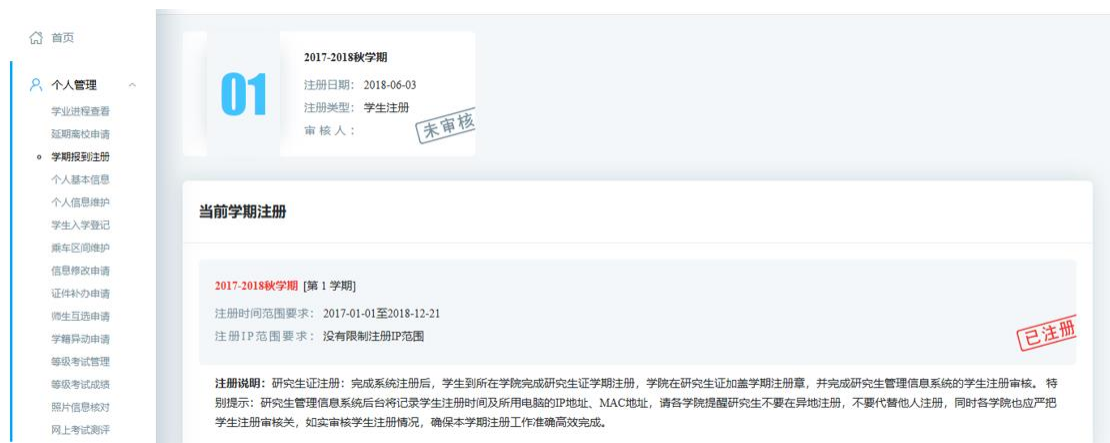 首页
个人管理
学业进程查看
延期离校申请
学期报到注册
个人基本信息
个人信息维护
学生入学登记
乘车区间维护
信息修改申请
证件补办申请
师生互选申请
学籍异动申请
等级考试管理
等级考试成绩
照片信息核对
网上考试测评
01
2017-2018秋学期
注册日期: 2018-06-03
注册类型: 学生注册
审 核 人 :
未审核
当前学期注册
2017-2018秋学期 [第 1 学期]
注册时间范围要求: 2017-01-01至2018-12-21
注册IP范围要求: 没有限制注册IP范围
已注册
注册说明：研究生证注册：完成系统注册后，学生到所在学院完成研究生证学期注册，学院在研究生证加盖学期注册章，并完成研究生管理信息系统的学生注册审核。 特
别提示：研究生管理信息系统后台将记录学生注册时间及所用电脑的IP地址、MAC地址，请各学院提醒研究生不要在异地注册，不要代替他人注册，同时各学院也应严把
学生注册审核关，如实审核学生注册情况，确保本学期注册工作准确高效完成。